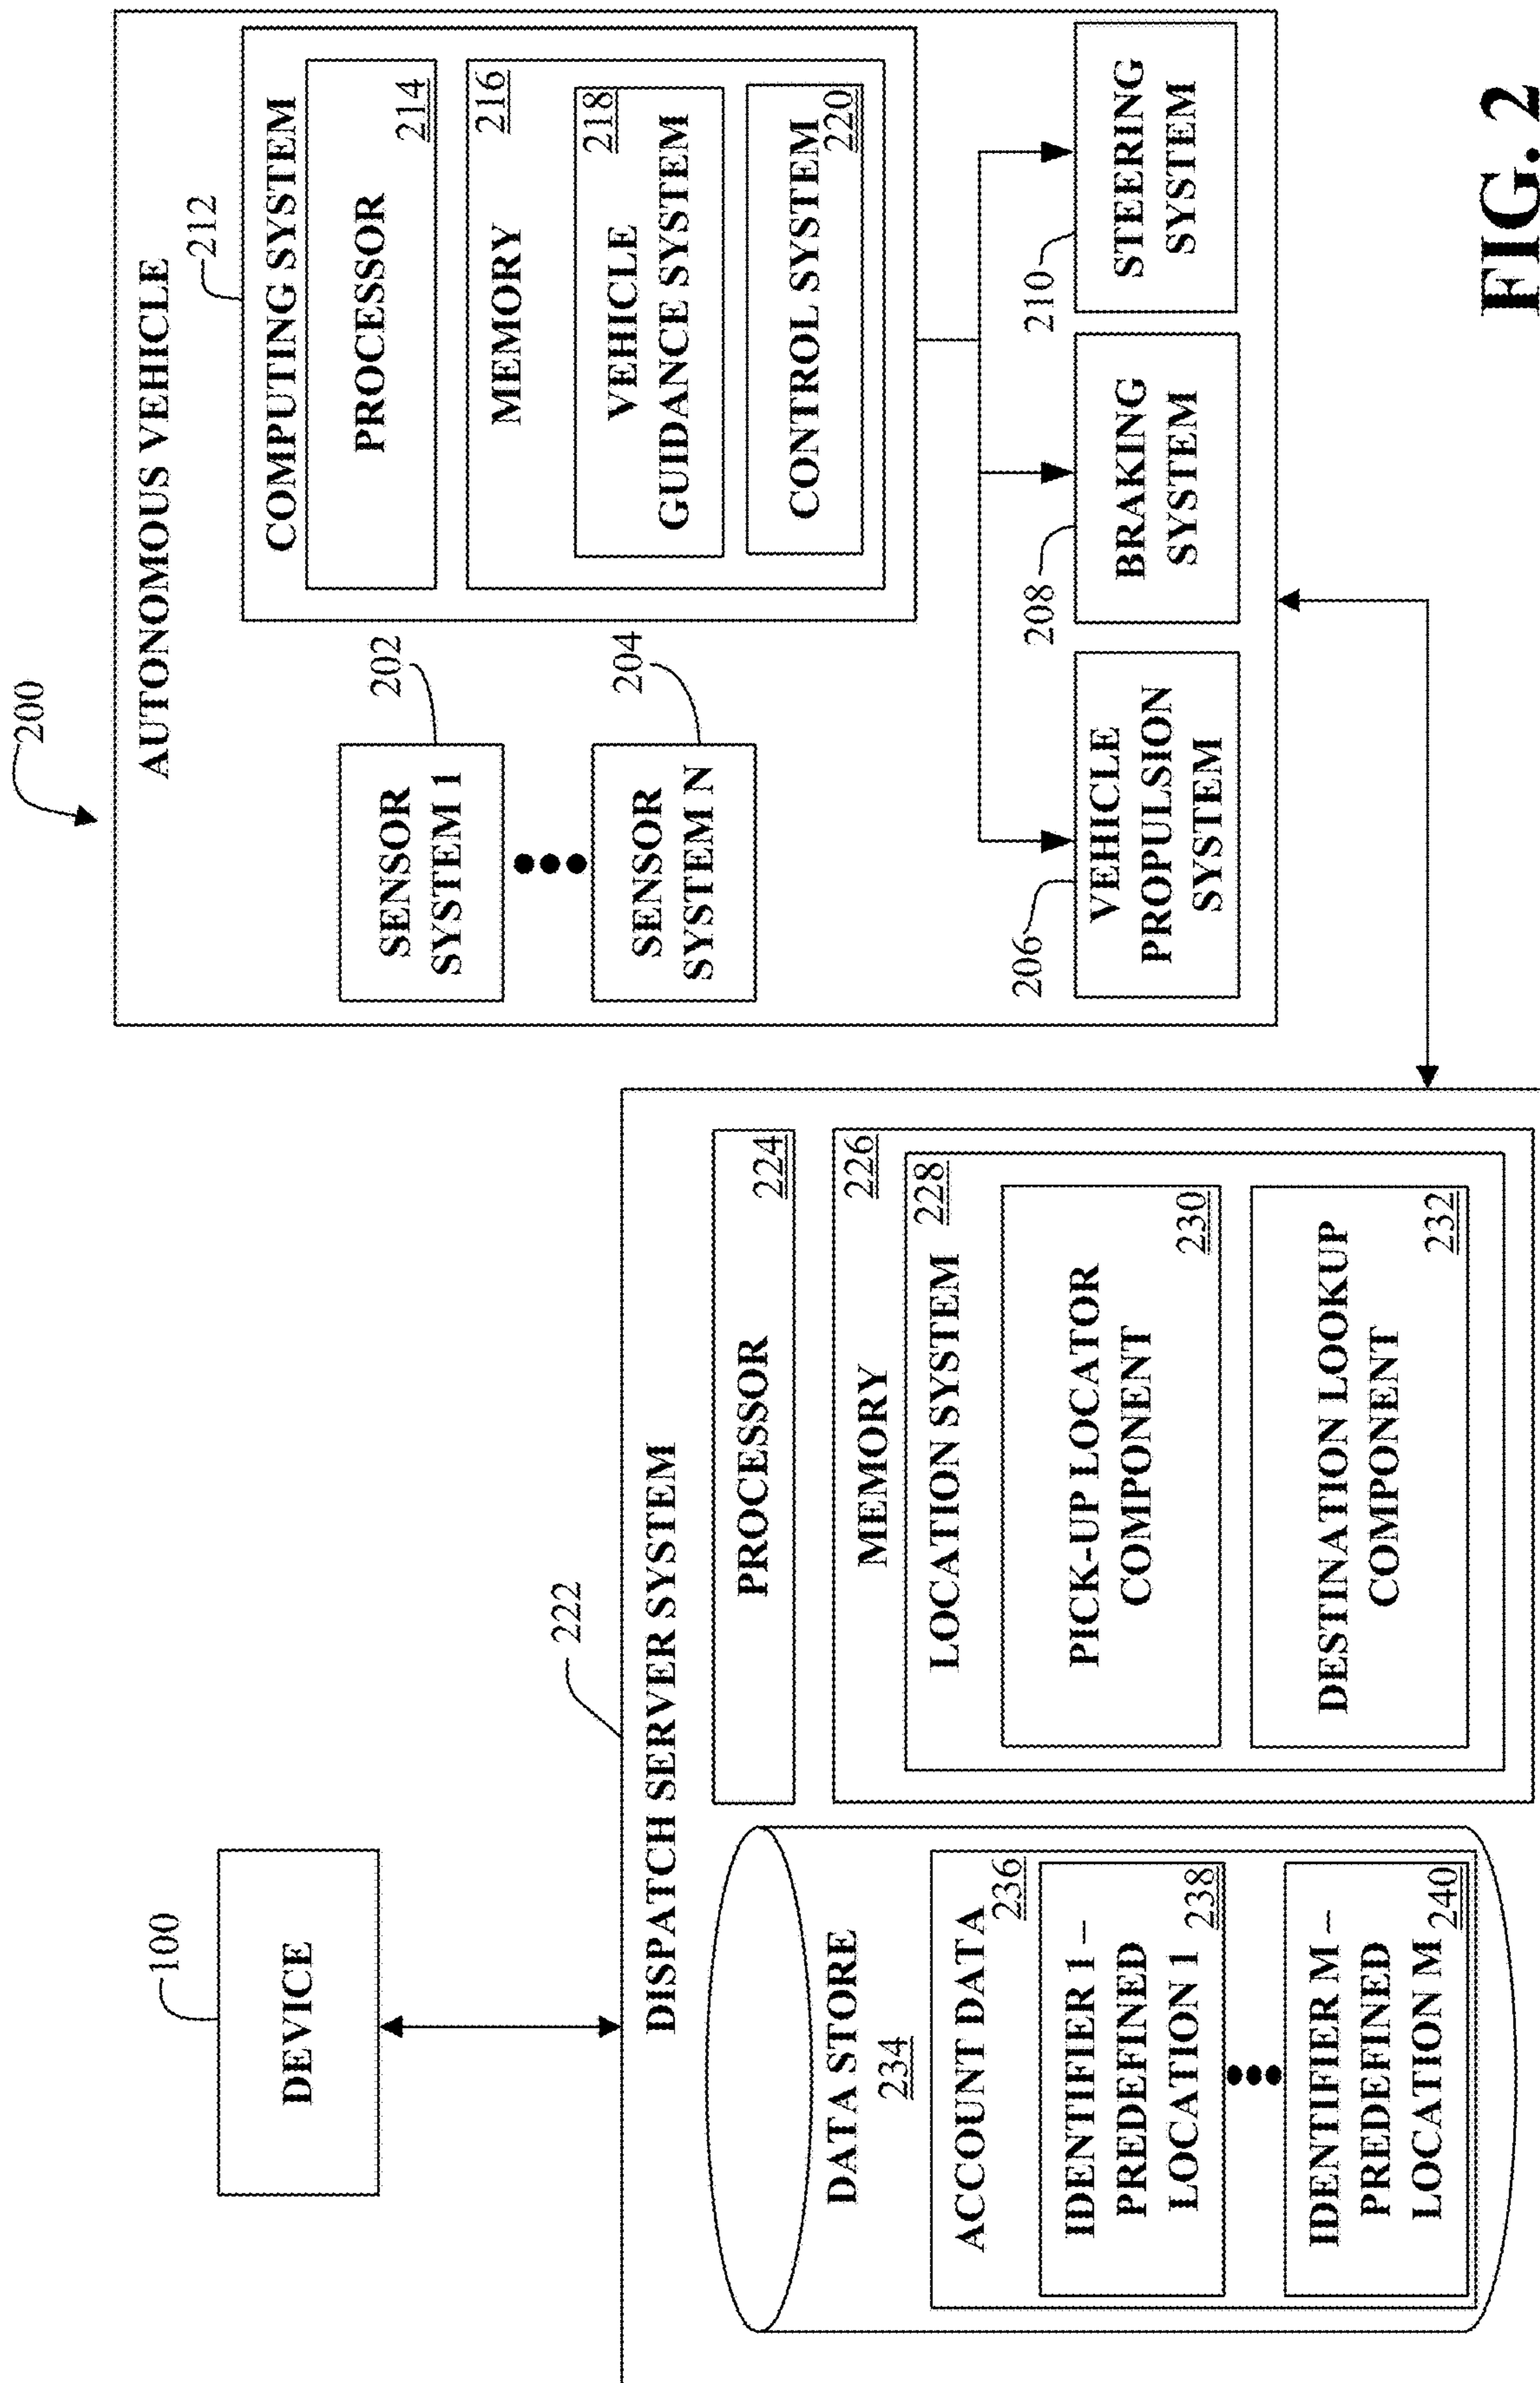 200
AUTONOMOUS VEHICLE
SENSOR
SYSTEM 1
202
SENSOR
SYSTEM N
204
212
COMPUTING SYSTEM
PROCESSOR
214
MEMORY
216
VEHICLE
GUIDANCE SYSTEM
218
CONTROL SYSTEM
220
206
VEHICLE
PROPULSION
SYSTEM
208
BRAKING
SYSTEM
210
STEERING
SYSTEM
100
DEVICE
222
DISPATCH SERVER SYSTEM
DATA STORE
234
ACCOUNT DATA
236
IDENTIFIER 1 –
PREDEFINED
LOCATION 1
238
IDENTIFIER M –
PREDEFINED
LOCATION M
240
PROCESSOR
224
MEMORY
226
LOCATION SYSTEM
228
PICK-UP LOCATOR
COMPONENT
230
DESTINATION LOOKUP
COMPONENT
232
FIG. 2